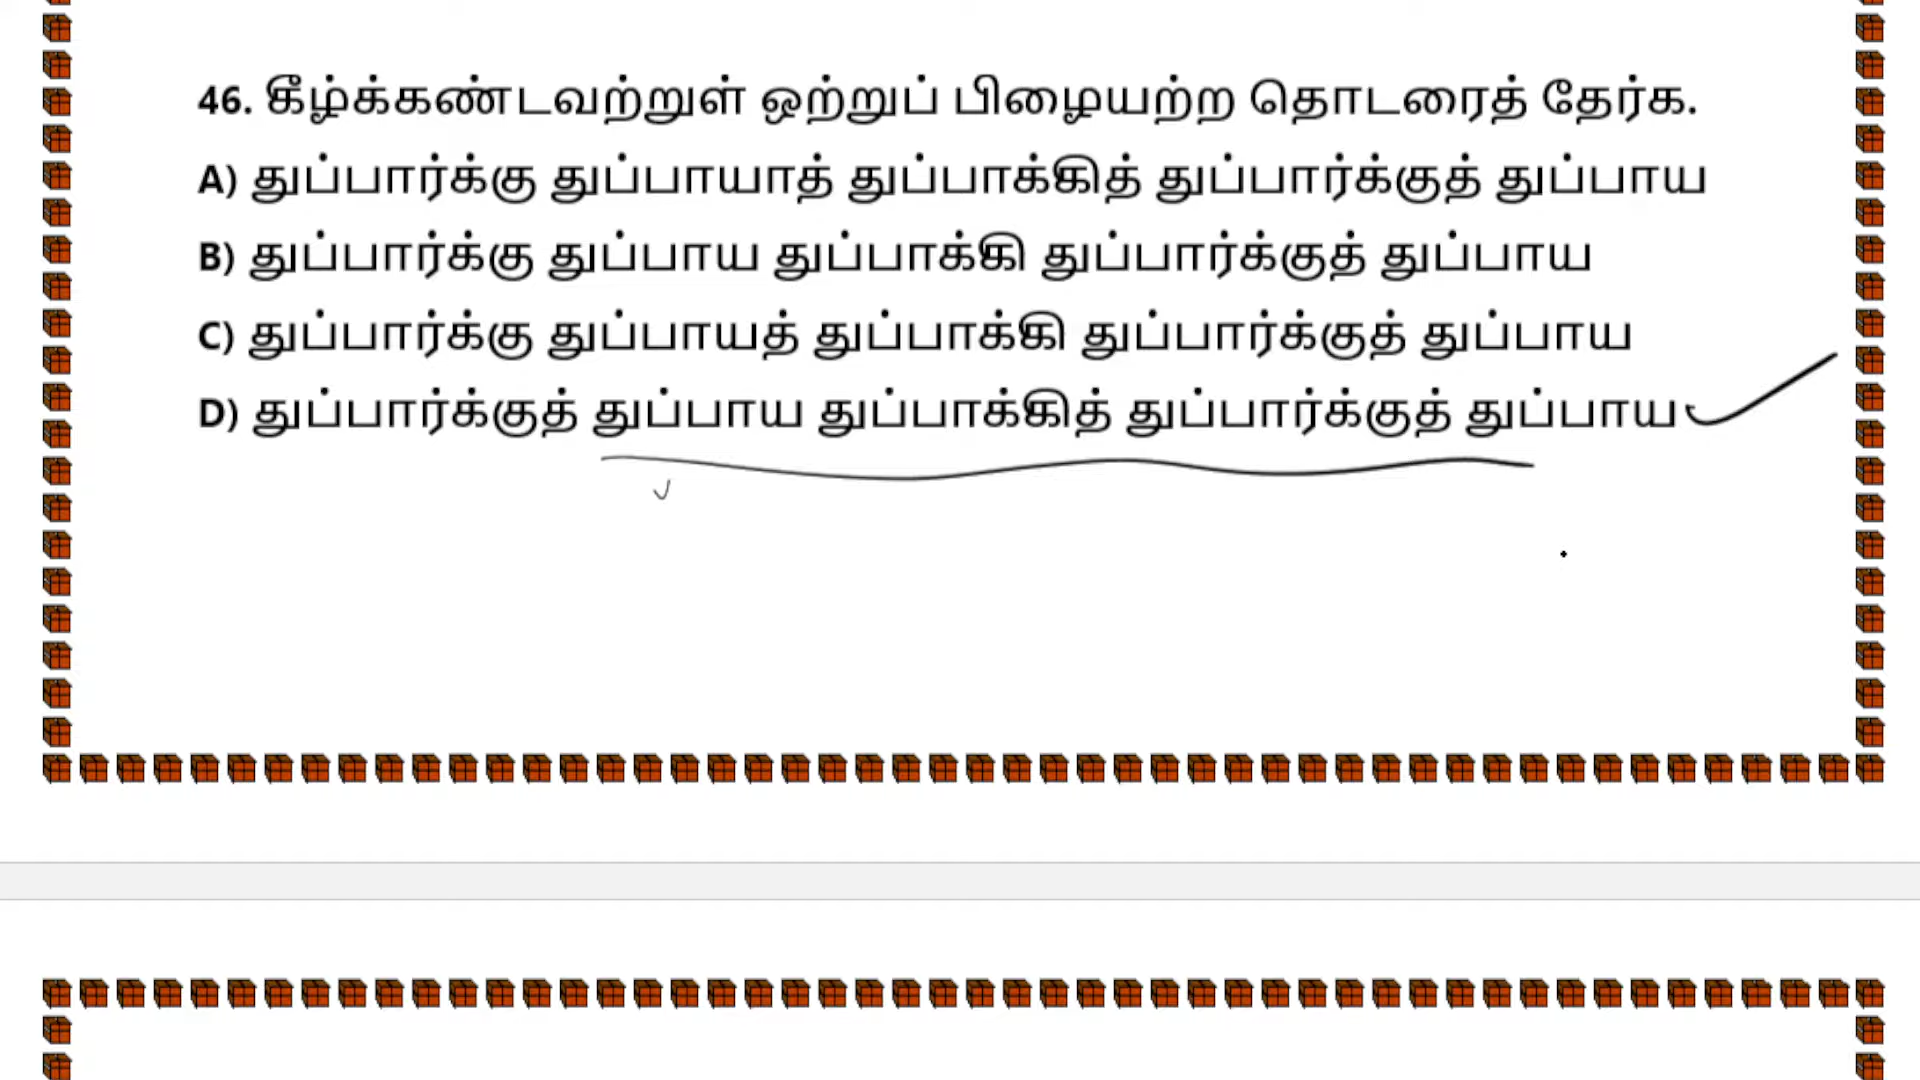 46. கீழ்க்கண்டவற்றுள் ஒற்றுப் பிழையற்ற தொடரைத் தேர்க.
A) துப்பார்க்கு துப்பாயாத் துப்பாக்கித் துப்பார்க்குத் துப்பாய
B) துப்பார்க்கு துப்பாய துப்பாக்கி துப்பார்க்குத் துப்பாய
C) துப்பார்க்கு துப்பாயத் துப்பாக்கி துப்பார்க்குத் துப்பாய
D) துப்பார்க்குத் துப்பாய துப்பாக்கித் துப்பார்க்குத் துப்பாய